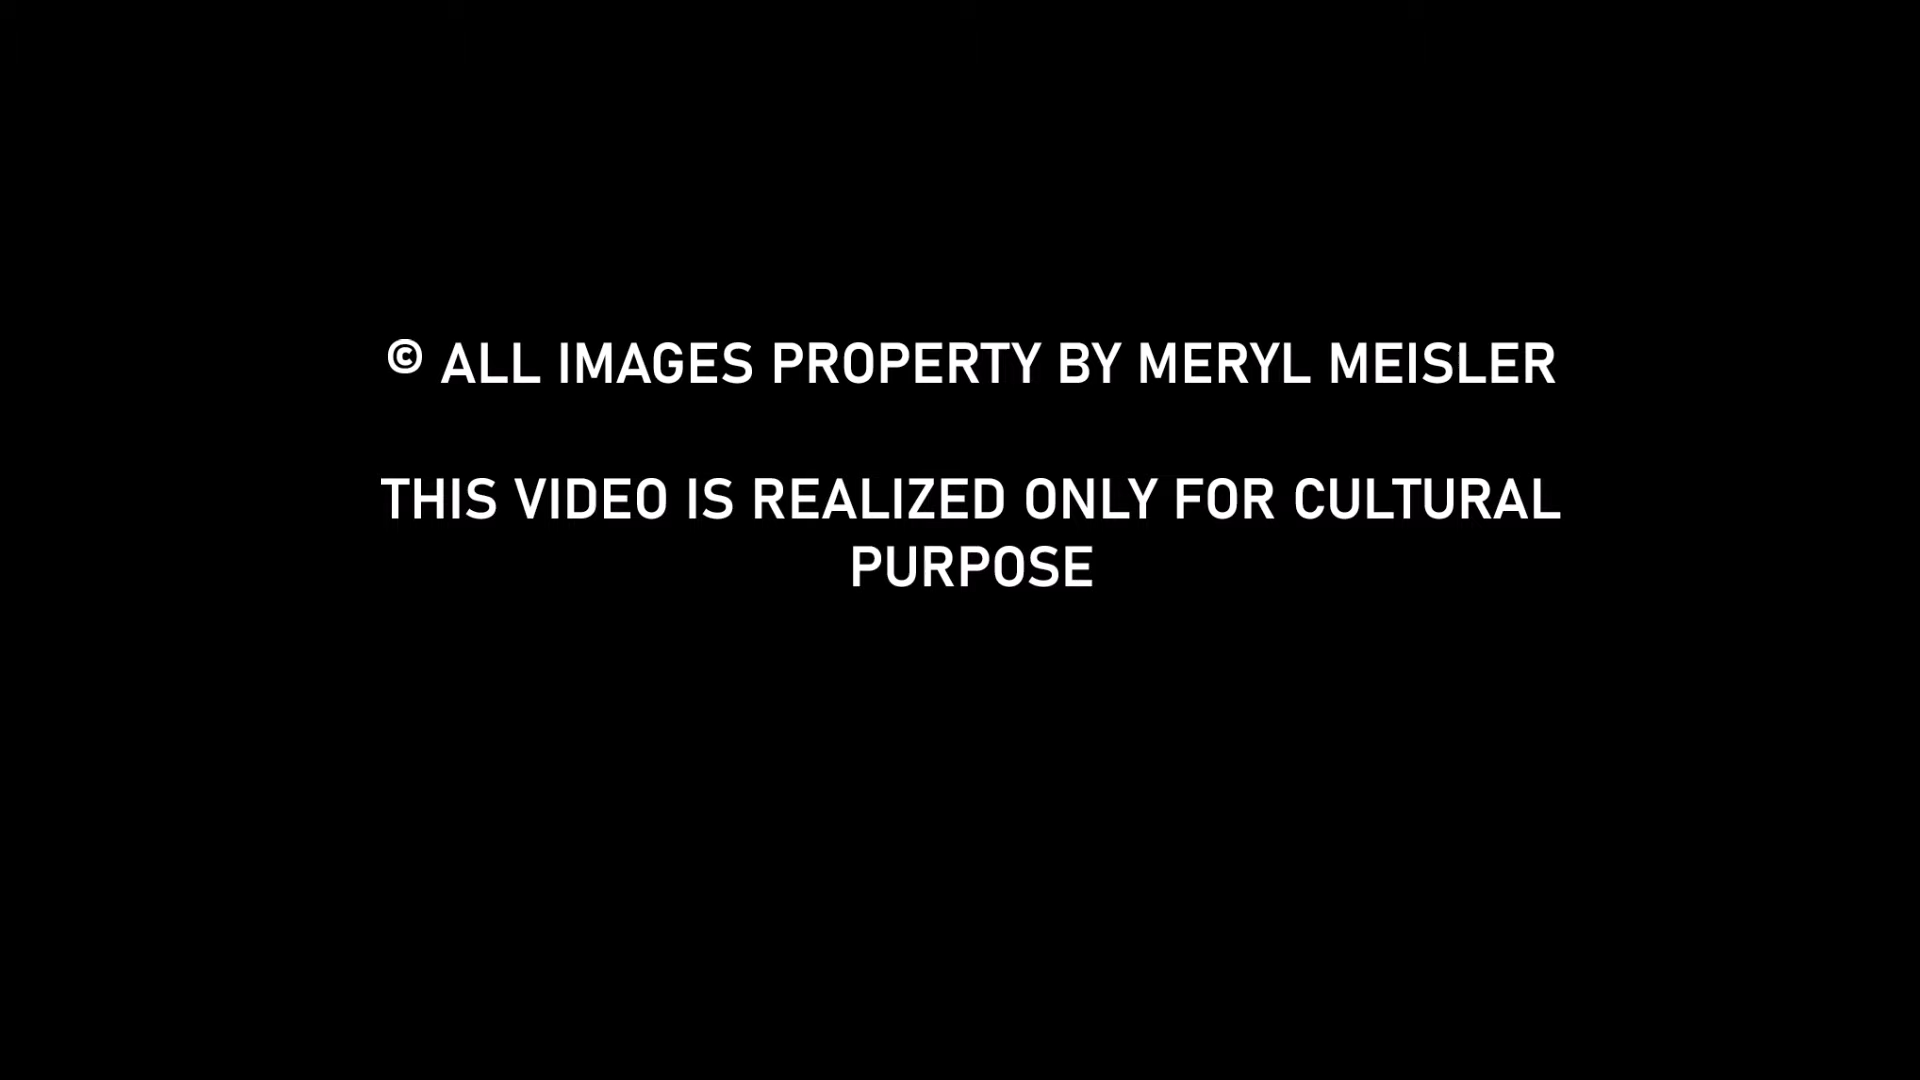 © ALL IMAGES PROPERTY BY MERYL MEISLER
THIS VIDEO IS REALIZED ONLY FOR CULTURAL
PURPOSE